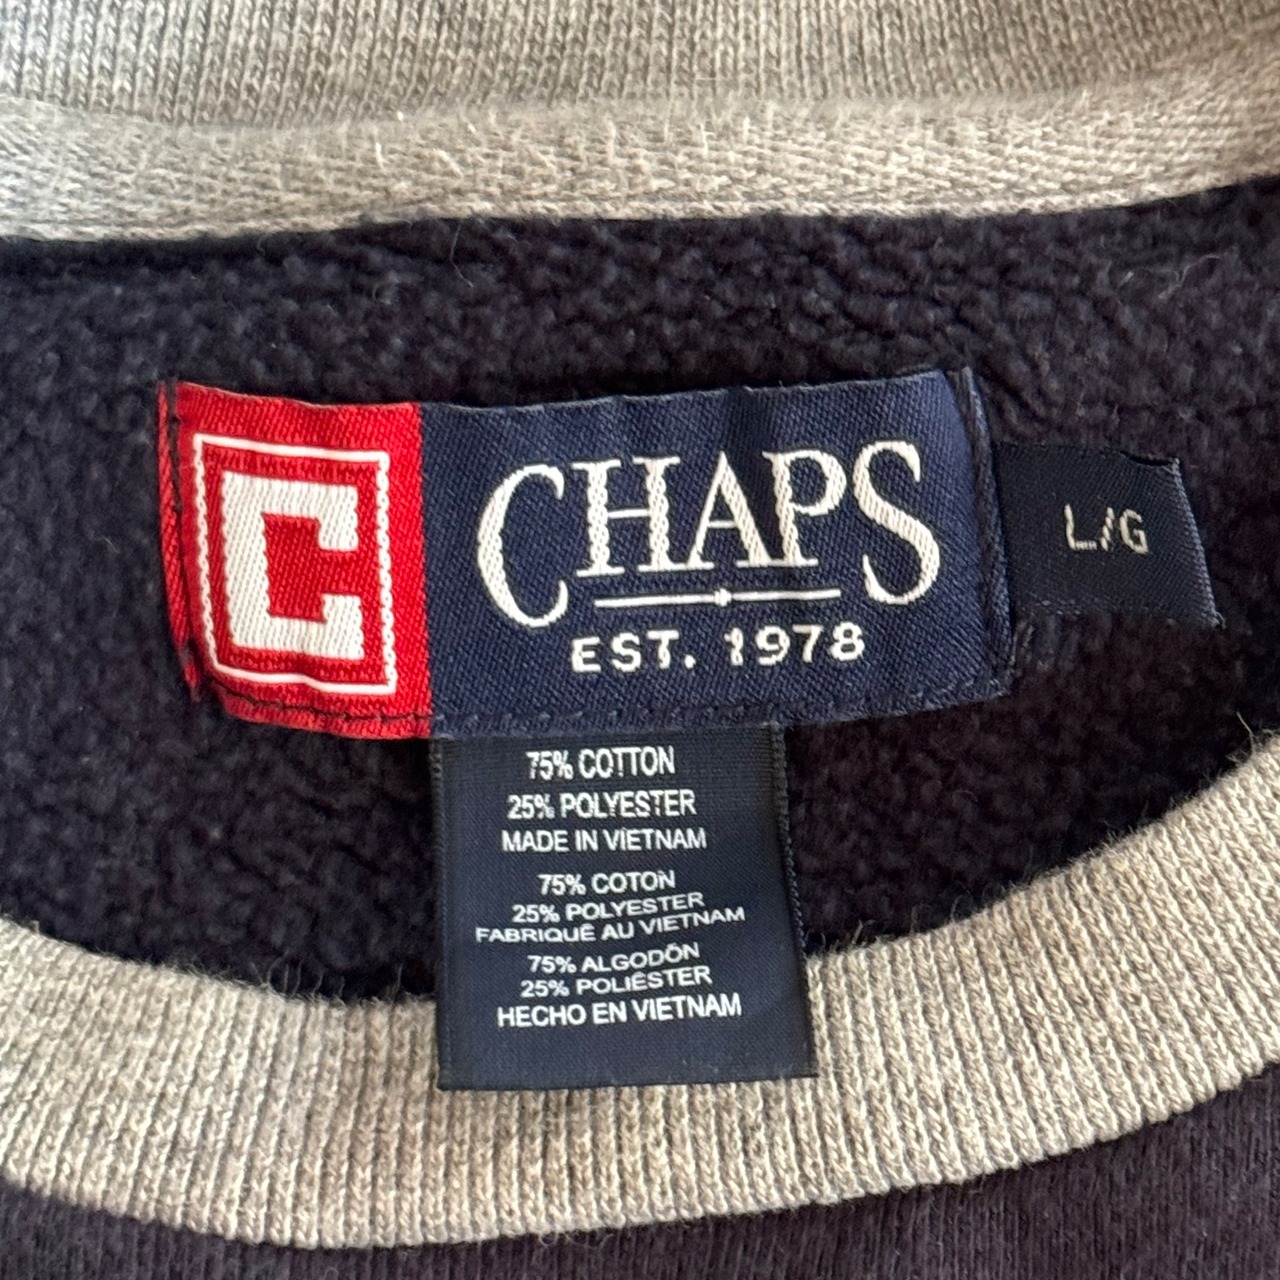 C
CHAPS
EST. 1978
L/G
75% COTTON
25% POLYESTER
MADE IN VIETNAM
75% COTON
25% POLYESTER
FABRIQUÉ AU VIETNAM
75% ALGODÓN
25% POLIÉSTER
HECHO EN VIETNAM